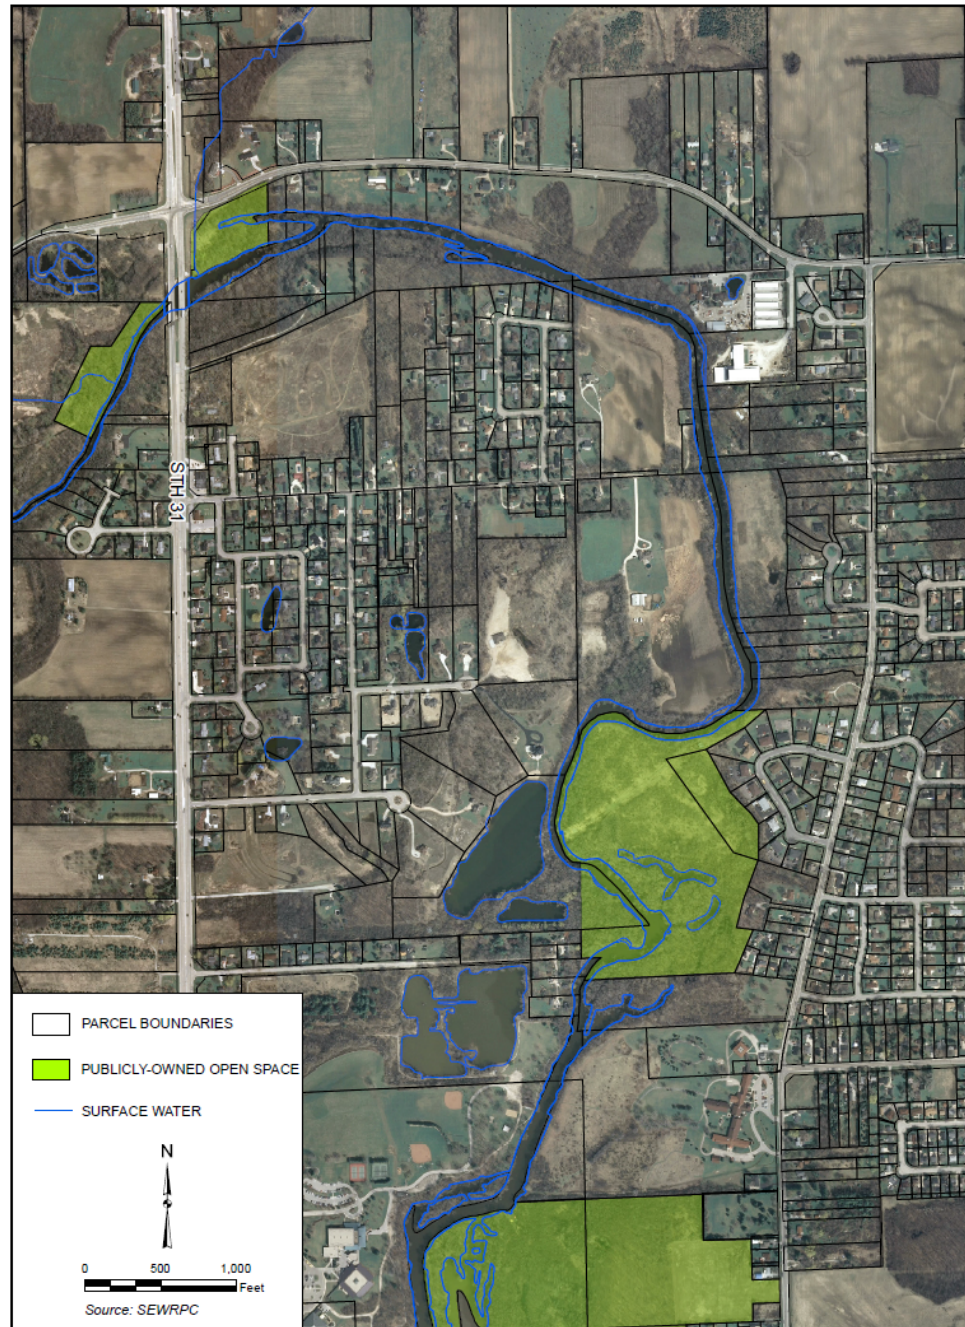 STH 31
PARCEL BOUNDARIES
PUBLICLY-OWNED OPEN SPACE
SURFACE WATER
N
0 500 1,000
Feet
Source: SEWRPC